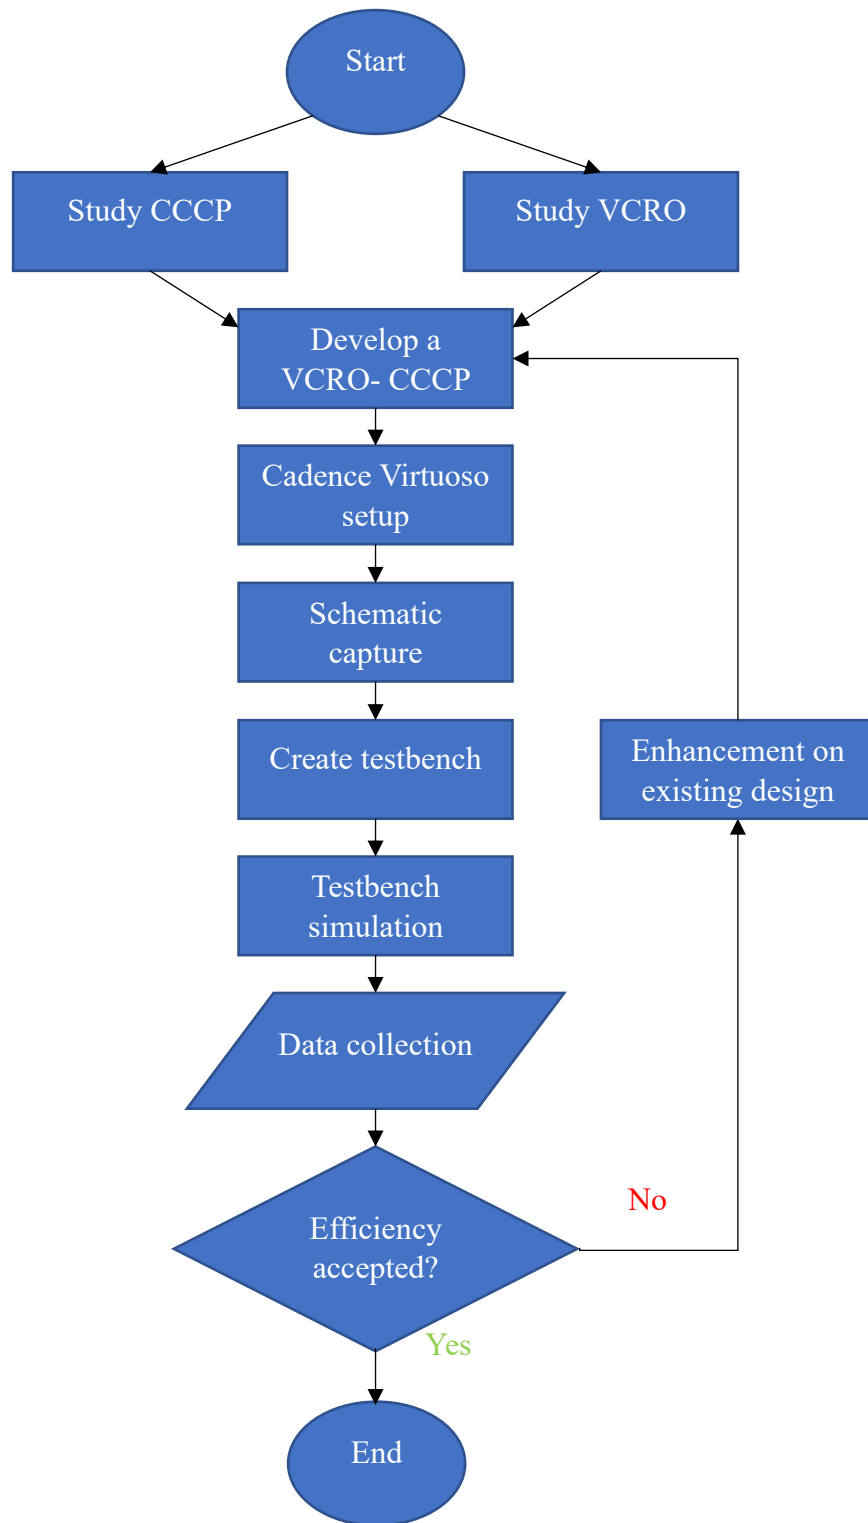 Start
Study CCCP
Study VCRO
Develop a
VCRO- CCCP
Cadence Virtuoso
setup
Schematic
capture
Create testbench
Enhancement on
existing design
Testbench
simulation
Data collection
No
Efficiency
accepted?
Yes
End